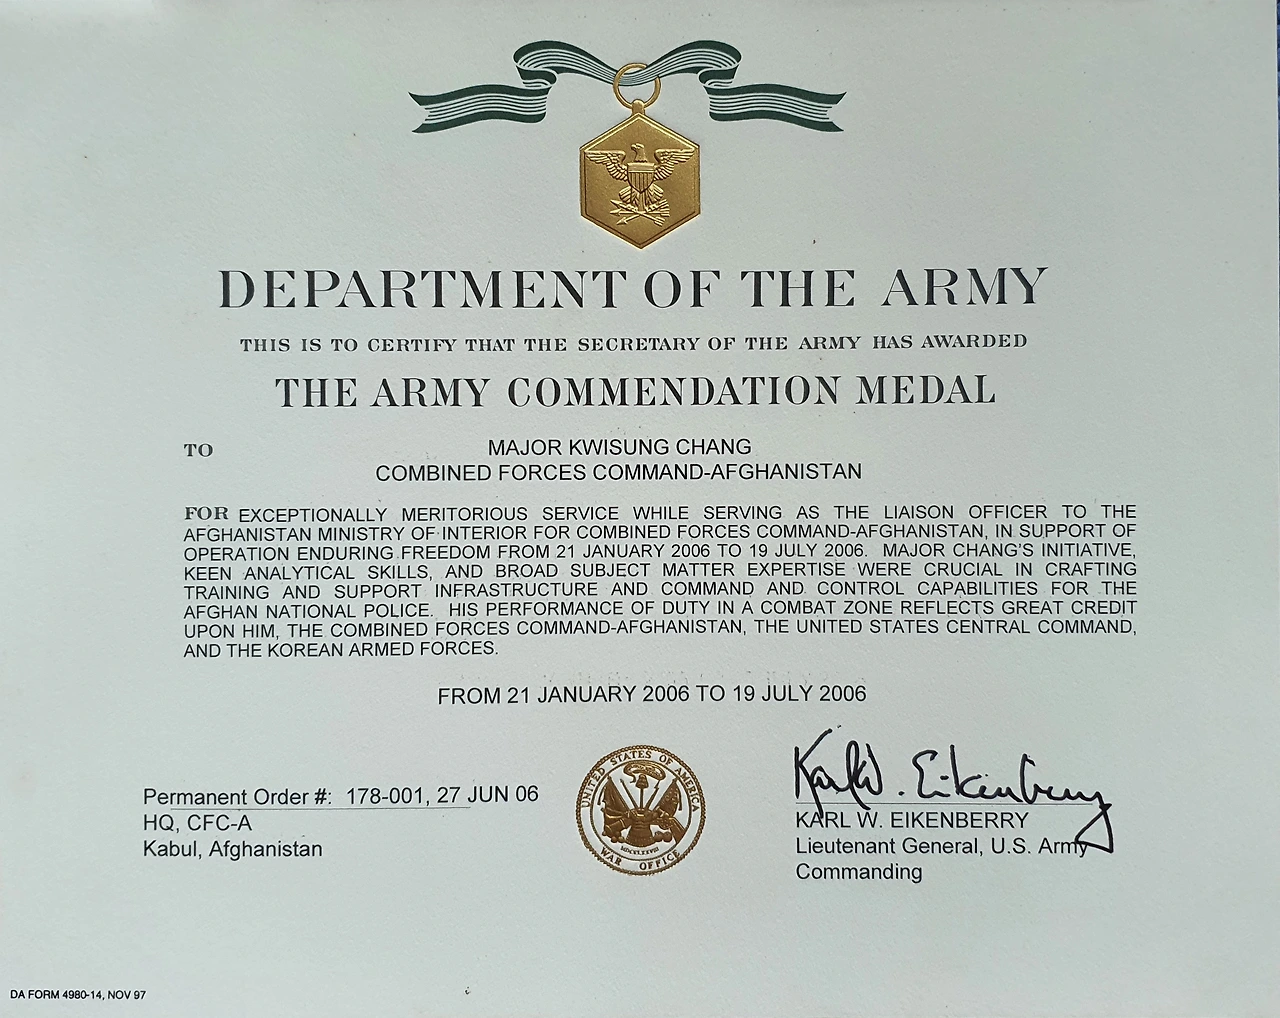 DEPARTMENT OF THE ARMY
THIS IS TO CERTIFY THAT THE SECRETARY OF THE ARMY HAS AWARDED
THE ARMY COMMENDATION MEDAL
TO MAJOR KWISUNG CHANG
COMBINED FORCES COMMAND-AFGHANISTAN
FOR EXCEPTIONALLY MERITORIOUS SERVICE WHILE SERVING AS THE LIAISON OFFICER TO THE
AFGHANISTAN MINISTRY OF INTERIOR FOR COMBINED FORCES COMMAND-AFGHANISTAN, IN SUPPORT OF
OPERATION ENDURING FREEDOM FROM 21 JANUARY 2006 TO 19 JULY 2006. MAJOR CHANG'S INITIATIVE,
KEEN ANALYTICAL SKILLS, AND BROAD SUBJECT MATTER EXPERTISE WERE CRUCIAL IN CRAFTING
TRAINING AND SUPPORT INFRASTRUCTURE AND COMMAND AND CONTROL CAPABILITIES FOR THE
AFGHAN NATIONAL POLICE. HIS PERFORMANCE OF DUTY IN A COMBAT ZONE REFLECTS GREAT CREDIT
UPON HIM, THE COMBINED FORCES COMMAND-AFGHANISTAN, THE UNITED STATES CENTRAL COMMAND,
AND THE KOREAN ARMED FORCES.
FROM 21 JANUARY 2006 TO 19 JULY 2006
Permanent Order #: 178-001, 27 JUN 06
HQ, CFC-A
Kabul, Afghanistan
UNITED STATES OF AMERICA
MDCCLXXVIII
WAR OFFICE
Karl W. Eikenberry
KARL W. EIKENBERRY
Lieutenant General, U.S. Army
Commanding
DA FORM 4980-14, NOV 97